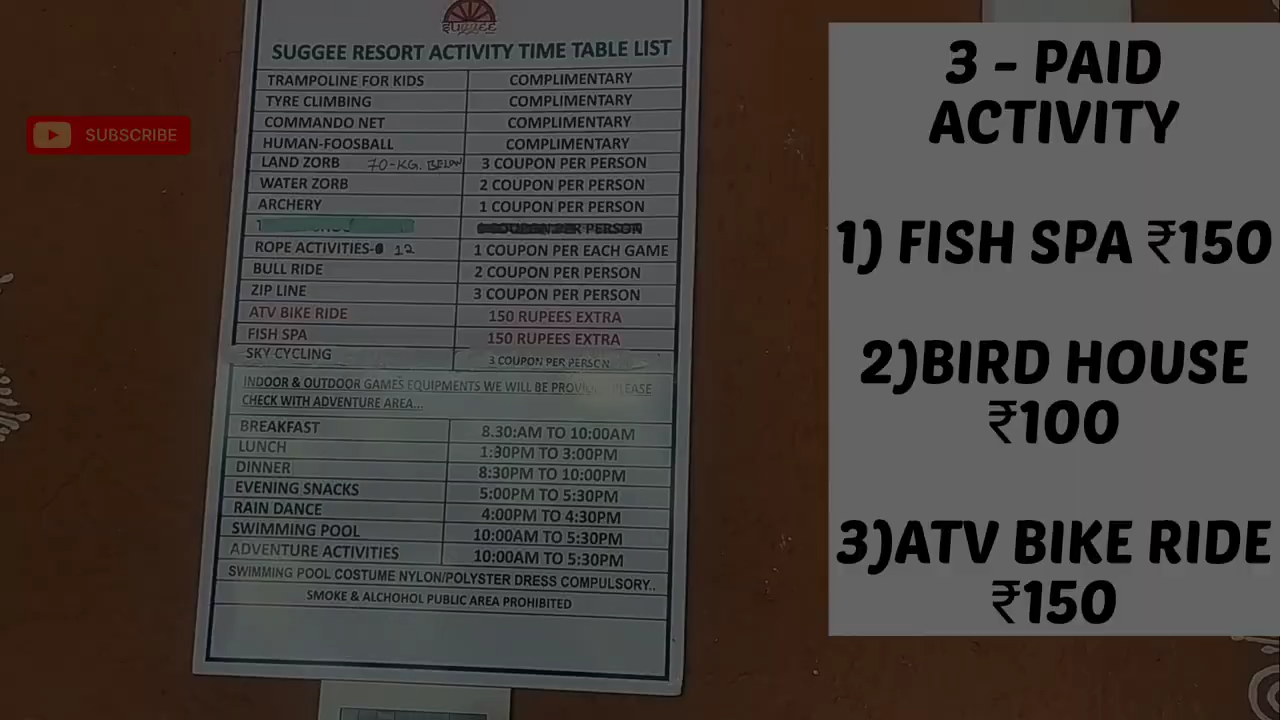 SUGGEE
SUGGEE RESORT ACTIVITY TIME TABLE LIST
TRAMPOLINE FOR KIDS COMPLIMENTARY
TYRE CLIMBING COMPLIMENTARY
COMMANDO NET COMPLIMENTARY
HUMAN-FOOSBALL COMPLIMENTARY
LAND ZORB 70-KG. BELOW 3 COUPON PER PERSON
WATER ZORB 2 COUPON PER PERSON
ARCHERY 1 COUPON PER PERSON
COUPON PER PERSON
ROPE ACTIVITIES- 12 1 COUPON PER EACH GAME
BULL RIDE 2 COUPON PER PERSON
ZIP LINE 3 COUPON PER PERSON
ATV BIKE RIDE 150 RUPEES EXTRA
FISH SPA 150 RUPEES EXTRA
SKY CYCLING 3 COUPON PER PERSON
INDOOR & OUTDOOR GAMES EQUIPMENTS WE WILL BE PLEASE
CHECK WITH ADVENTURE AREA...
BREAKFAST 8.30:AM TO 10:00AM
LUNCH 1:30PM TO 3:00PM
DINNER 8:30PM TO 10:00PM
EVENING SNACKS 5:00PM TO 5:30PM
RAIN DANCE 4:00PM TO 4:30PM
SWIMMING POOL 10:00AM TO 5:30PM
ADVENTURE ACTIVITIES 10:00AM TO 5:30PM
SWIMMING POOL COSTUME NYLON/POLYSTER DRESS COMPULSORY..
SMOKE & ALCHOHOL PUBLIC AREA PROHIBITED
SUBSCRIBE
3 - PAID
ACTIVITY
1) FISH SPA ₹150
2)BIRD HOUSE
₹100
3)ATV BIKE RIDE
₹150